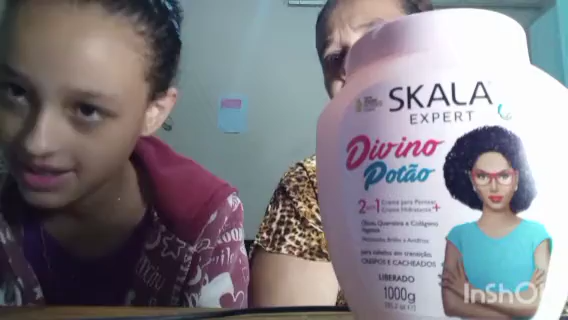 SKALA
EXPERT
Divino
Potão
2 em 1 Creme para Pentear
Creme Hidratante +
para cabelos em transição,
CRESPOS E CACHEADOS
LIBERADO
1000g
InShO